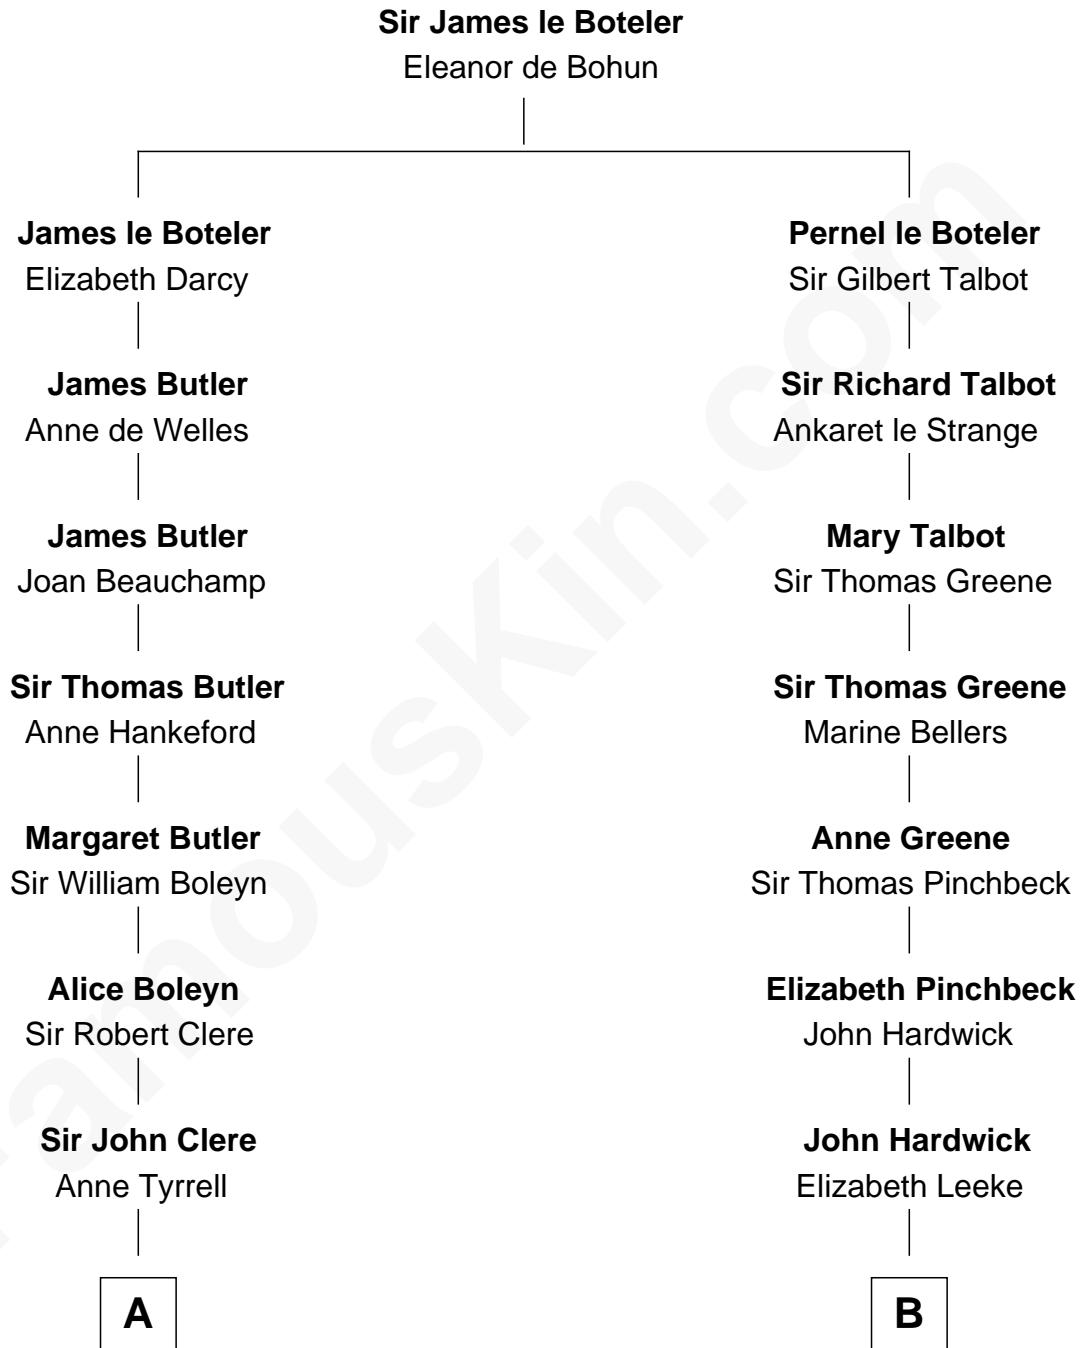 Sir James le Boteler
Eleanor de Bohun
James le Boteler
Elizabeth Darcy
Pernel le Boteler
Sir Gilbert Talbot
James Butler
Anne de Welles
Sir Richard Talbot
Ankaret le Strange
James Butler
Joan Beauchamp
Mary Talbot
Sir Thomas Greene
Sir Thomas Butler
Anne Hankeford
Sir Thomas Greene
Marine Bellers
Margaret Butler
Sir William Boleyn
Anne Greene
Sir Thomas Pinchbeck
Alice Boleyn
Sir Robert Clere
Elizabeth Pinchbeck
John Hardwick
Sir John Clere
Anne Tyrrell
John Hardwick
Elizabeth Leeke
A
B
FamousKin.com